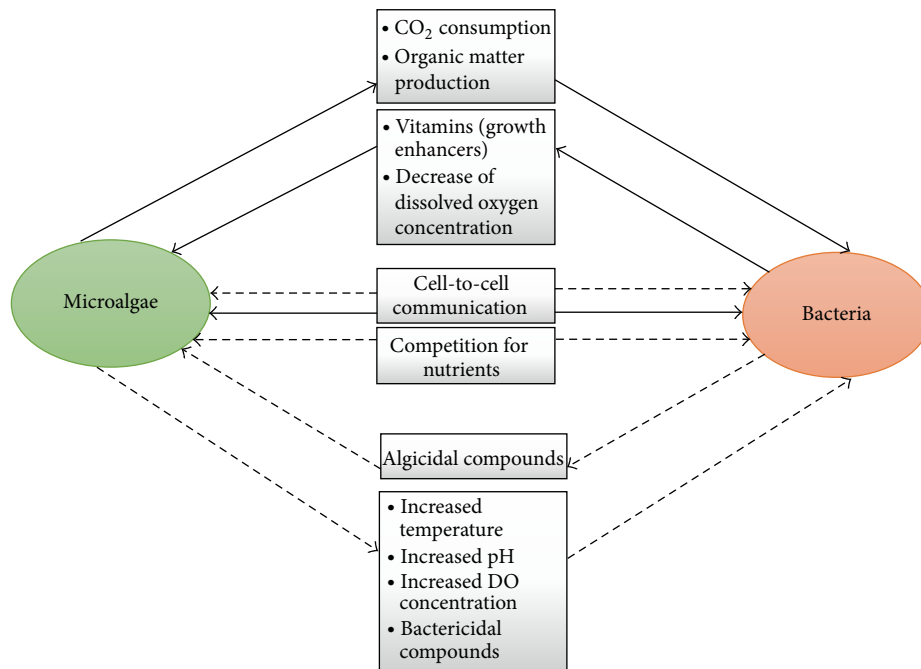 • CO₂ consumption
• Organic matter
production
• Vitamins (growth
enhancers)
• Decrease of
dissolved oxygen
concentration
Microalgae
Cell-to-cell
communication
Bacteria
Competition for
nutrients
Algicidal compounds
• Increased
temperature
• Increased pH
• Increased DO
concentration
• Bactericidal
compounds